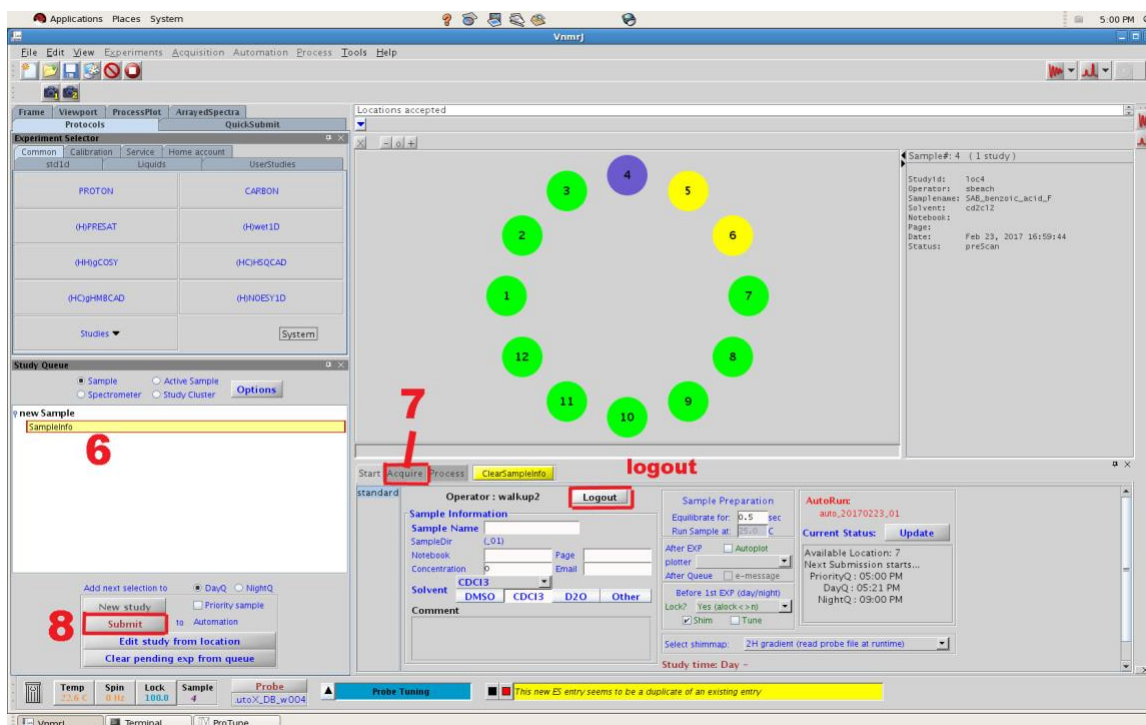 Applications Places System
5:00 PM
VnmrJ
File Edit View Experiments Acquisition Automation Process Tools Help
Frame Viewport ProcessPlot ArrayedSpectra
Protocols QuickSubmit
Experiment Selector
Common Calibration Service Home account
std1d Liquids UserStudies
PROTON CARBON
(H)PRESAT (H)wet1D
(HH)gCOSY (HC)HSQCAD
(HC)gHMBCAD (H)NOESY1D
Studies System
Study Queue
Sample Active Sample
Spectrometer Study Cluster Options
new Sample
SampleInfo
6
Add next selection to DayQ NightQ
New study Priority sample
8 Submit to Automation
Edit study from location
Clear pending exp from queue
Locations accepted
- o +
4
3 5
2 6
1 7
12 8
11 9
10
Sample#: 4 (1 study)
Studyid: loc4
Operator: sbeach
Samplename: SAB_benzoic_acid_F
Solvent: cd2cl2
Notebook:
Page:
Date: Feb 23, 2017 16:59:44
Status: preScan
7
logout
Start Acquire Process ClearSampleInfo
standard
Operator : walkup2 Logout
Sample Information
Sample Name
SampleDir (_01)
Notebook Page
Concentration 0 Email
Solvent CDCl3
DMSO CDCl3 D2O Other
Comment
Sample Preparation
Equilibrate for: 0.5 sec
Run Sample at: 25.0 C
After EXP Autoplot
plotter
After Queue e-message
Before 1st EXP (day/night)
Lock? Yes (alock<>n)
Shim Tune
Select shimmap: 2H gradient (read probe file at runtime)
Study time: Day -
AutoRun:
auto_20170223_01
Current Status: Update
Available Location: 7
Next Submission starts...
PriorityQ : 05:00 PM
DayQ : 05:21 PM
NightQ : 09:00 PM
Temp Spin Lock Sample Probe
22.6 C 0 Hz 100.0 4 utoX_DB_w004
Probe Tuning
This new ES entry seems to be a duplicate of an existing entry
VnmrJ Terminal ProTune